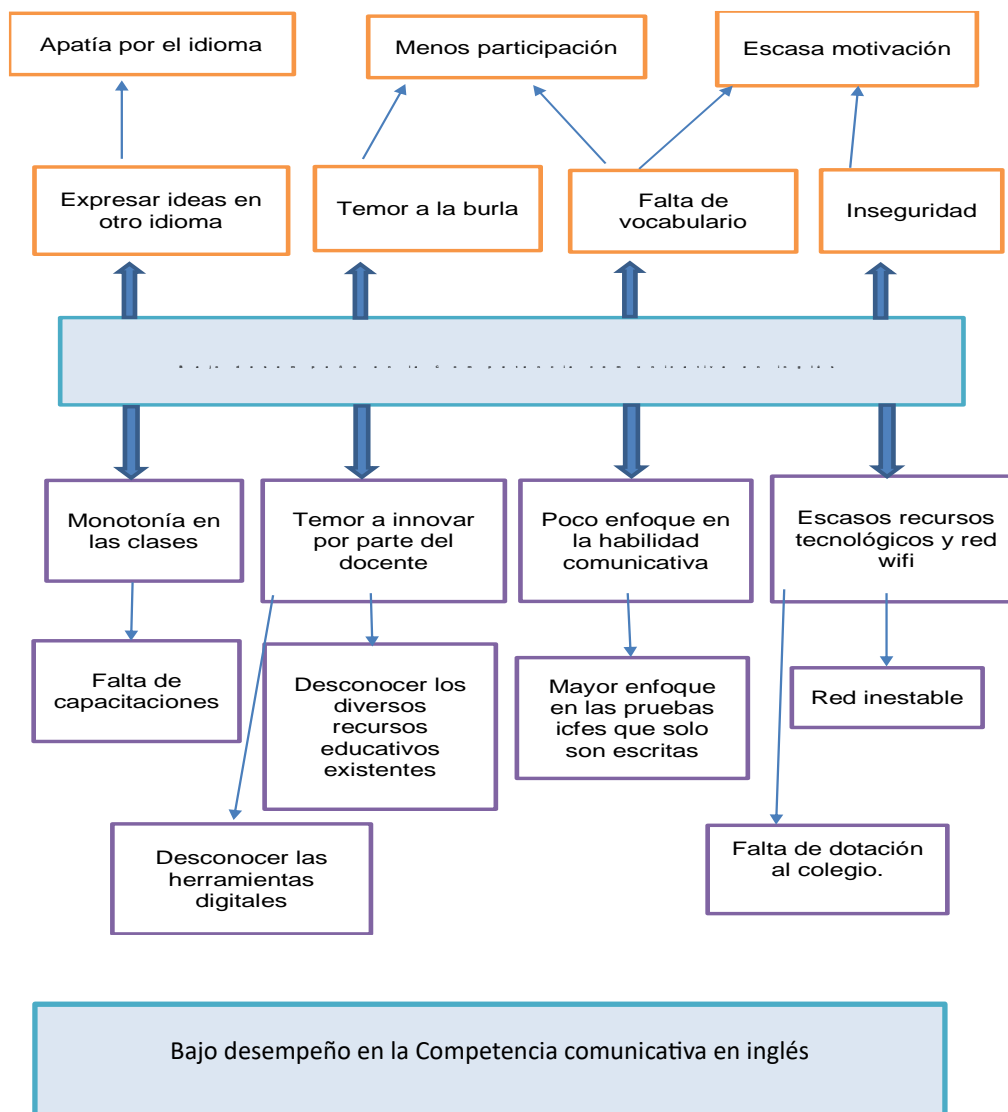 Apatía por el idioma
Menos participación
Escasa motivación
Expresar ideas en
otro idioma
Temor a la burla
Falta de
vocabulario
Inseguridad
Monotonía en
las clases
Temor a innovar
por parte del
docente
Poco enfoque en
la habilidad
comunicativa
Escasos recursos
tecnológicos y red
wifi
Falta de
capacitaciones
Desconocer los
diversos
recursos
educativos
existentes
Mayor enfoque
en las pruebas
icfes que solo
son escritas
Red inestable
Desconocer las
herramientas
digitales
Falta de dotación
al colegio.
Bajo desempeño en la Competencia comunicativa en inglés